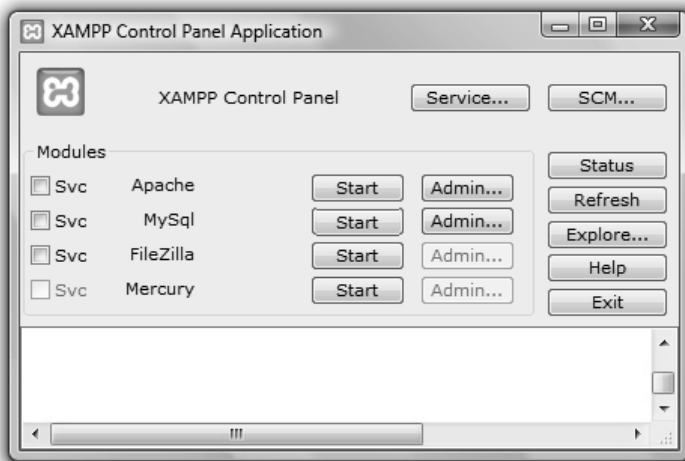 XAMPP Control Panel Application
XAMPP Control Panel Service... SCM...
Modules
Svc Apache Start Admin...
Svc MySql Start Admin...
Svc FileZilla Start Admin...
Svc Mercury Start Admin...
Status
Refresh
Explore...
Help
Exit